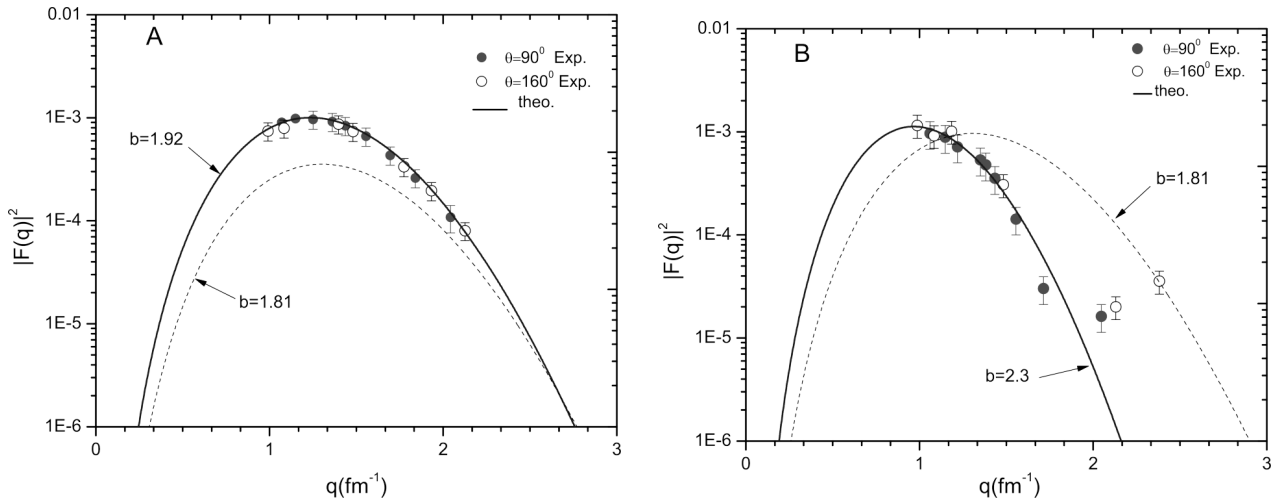 A
0.01
1E-3
1E-4
1E-5
1E-6
|F(q)|²
θ=90⁰ Exp.
θ=160⁰ Exp.
theo.
b=1.92
b=1.81
0
1
2
3
q(fm⁻¹)
B
0.01
1E-3
1E-4
1E-5
1E-6
|F(q)|²
θ=90⁰ Exp.
θ=160⁰ Exp.
theo.
b=1.81
b=2.3
0
1
2
3
q(fm⁻¹)